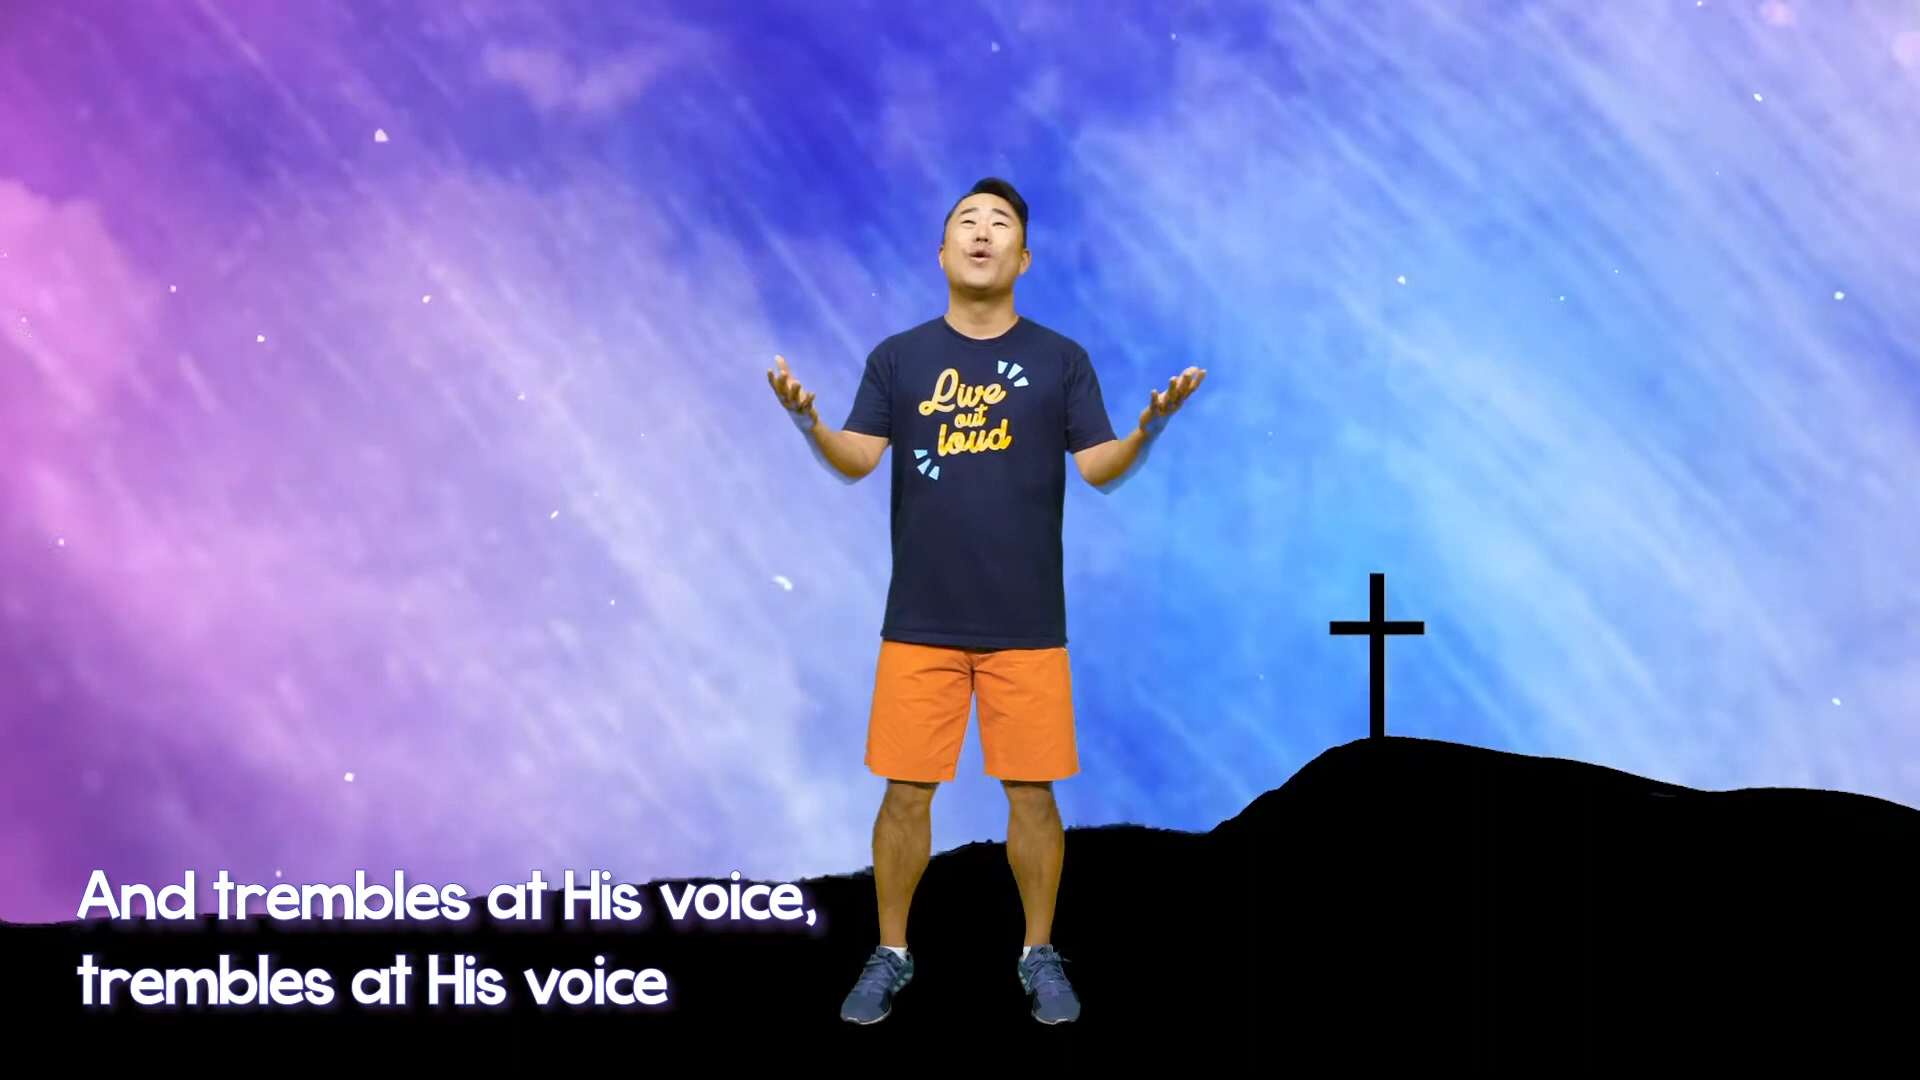 Live
out
loud
And trembles at His voice,
trembles at His voice